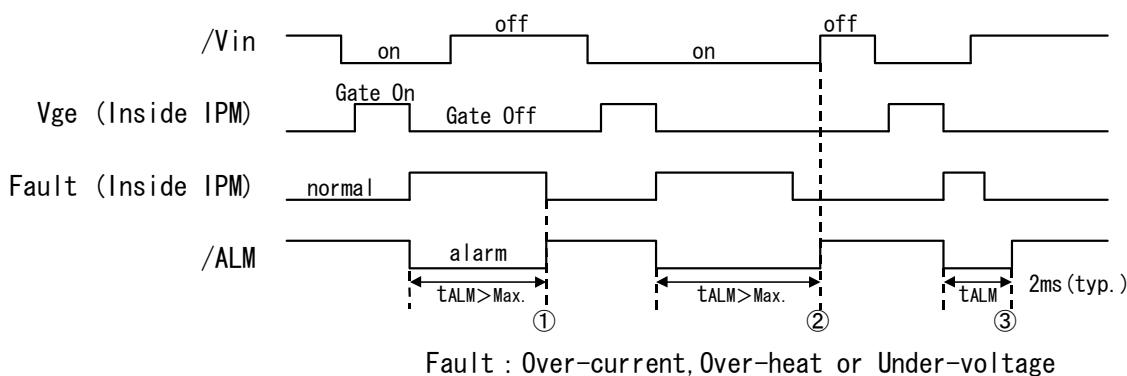 /Vin on off on off
Vge (Inside IPM) Gate On Gate Off
Fault (Inside IPM) normal
/ALM alarm
tALM>Max. tALM>Max. tALM 2ms(typ.)
① ② ③
Fault : Over-current, Over-heat or Under-voltage